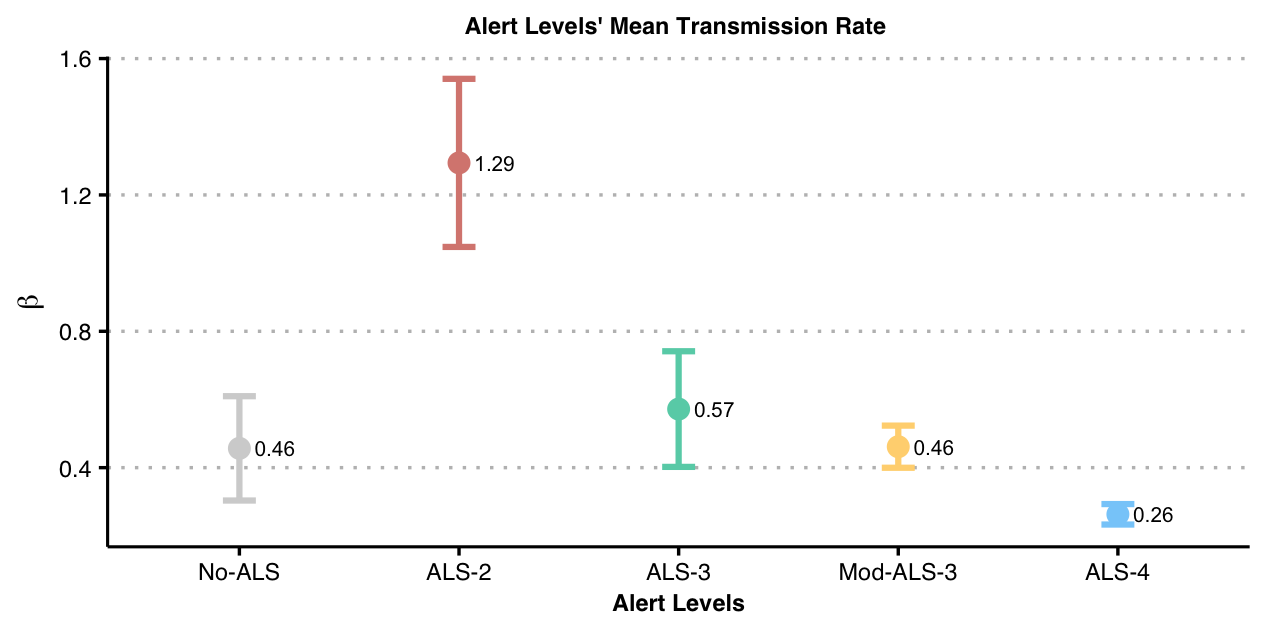 Alert Levels' Mean Transmission Rate
1.6
1.2
0.8
0.4
β
1.29
0.57
0.46
0.46
0.26
No-ALS
ALS-2
ALS-3
Mod-ALS-3
ALS-4
Alert Levels